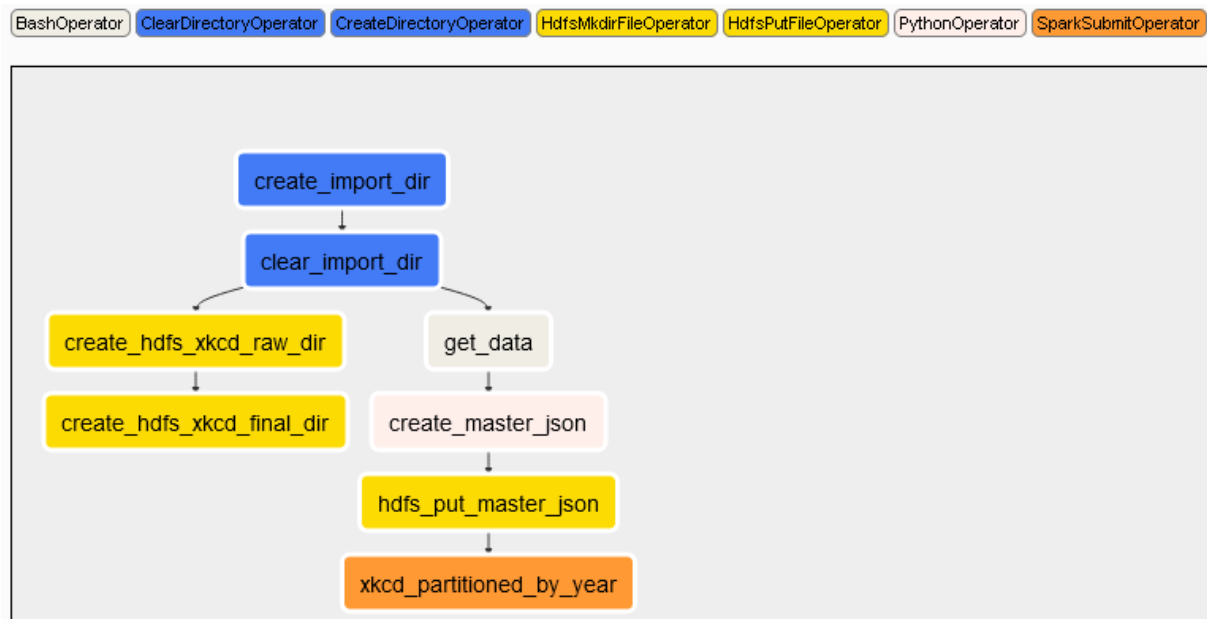 BashOperator ClearDirectoryOperator CreateDirectoryOperator HdfsMkdirFileOperator HdfsPutFileOperator PythonOperator SparkSubmitOperator
create_import_dir
clear_import_dir
create_hdfs_xkcd_raw_dir get_data
create_hdfs_xkcd_final_dir create_master_json
hdfs_put_master_json
xkcd_partitioned_by_year